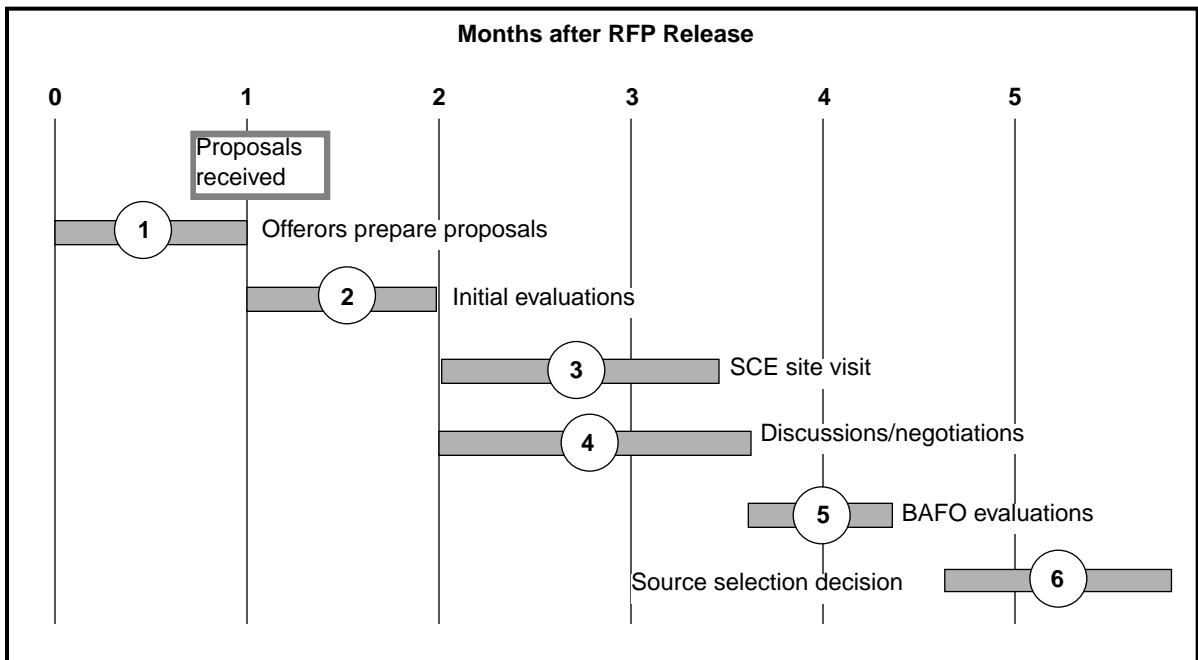 Months after RFP Release
0 1 2 3 4 5
Proposals
received
1 Offerors prepare proposals
2 Initial evaluations
3 SCE site visit
4 Discussions/negotiations
5 BAFO evaluations
Source selection decision 6